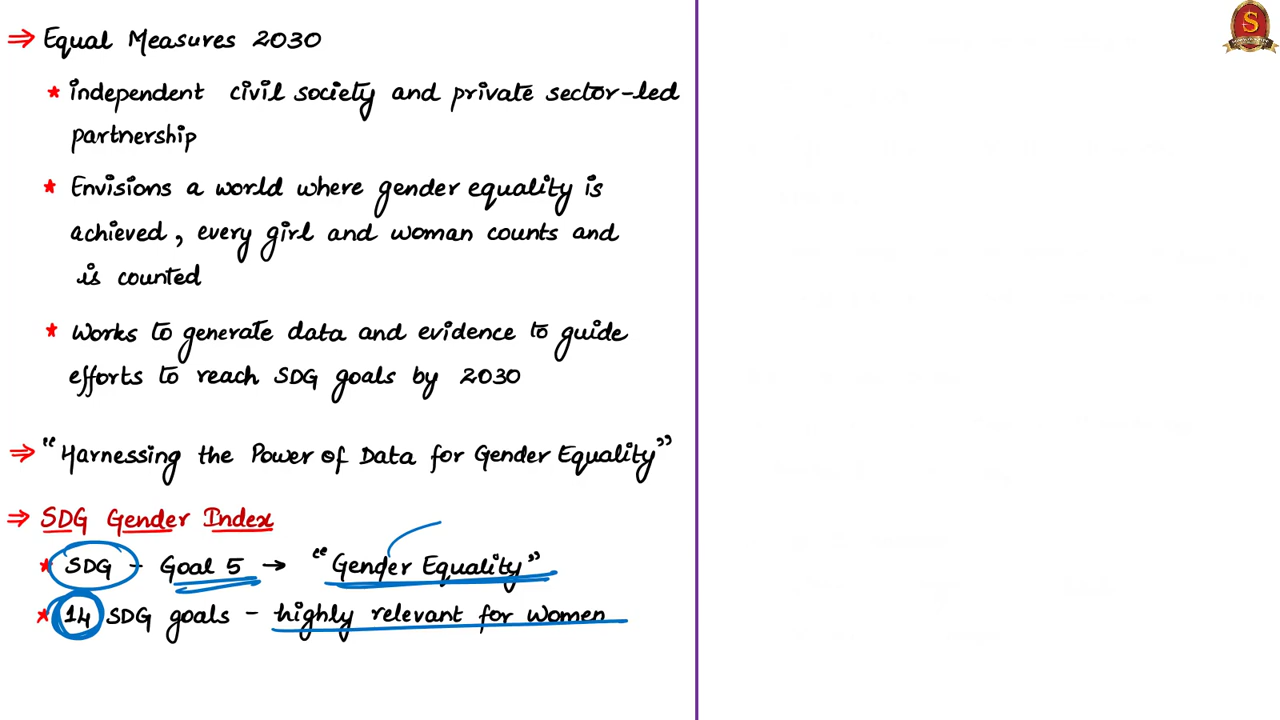 ⇒ Equal Measures 2030
* independent civil society and private sector-led
partnership
* Envisions a world where gender equality is
achieved, every girl and woman counts and
is counted
* Works to generate data and evidence to guide
efforts to reach SDG goals by 2030
⇒ "Harnessing the Power of Data for Gender Equality"
⇒ SDG Gender Index
* SDG - Goal 5 → "Gender Equality"
* 14 SDG goals - highly relevant for women
S